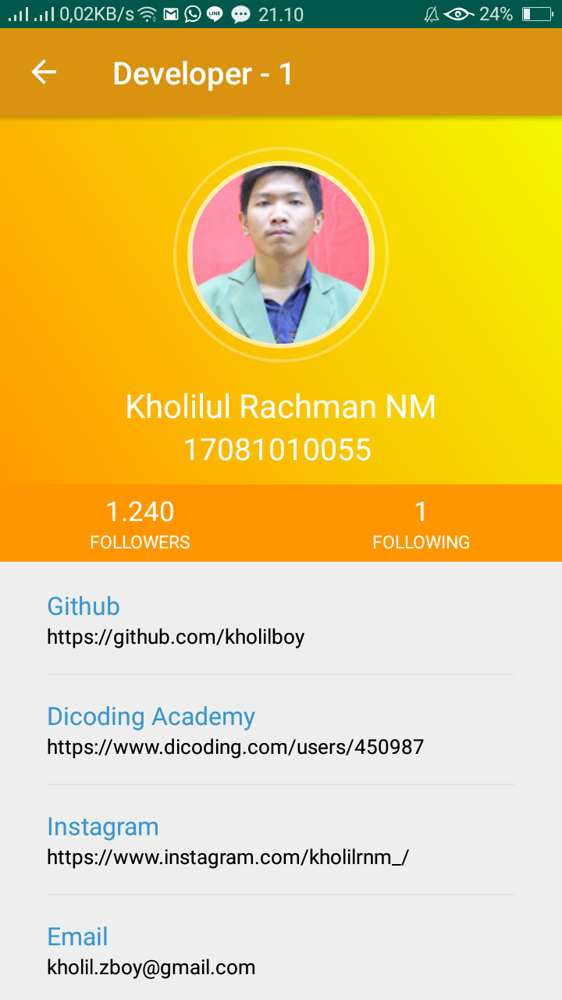 0,02KB/s LINE 21.10 24%
Developer - 1
Kholilul Rachman NM
17081010055
1.240 1
FOLLOWERS FOLLOWING
Github
https://github.com/kholilboy
Dicoding Academy
https://www.dicoding.com/users/450987
Instagram
https://www.instagram.com/kholilrnm_/
Email
kholil.zboy@gmail.com